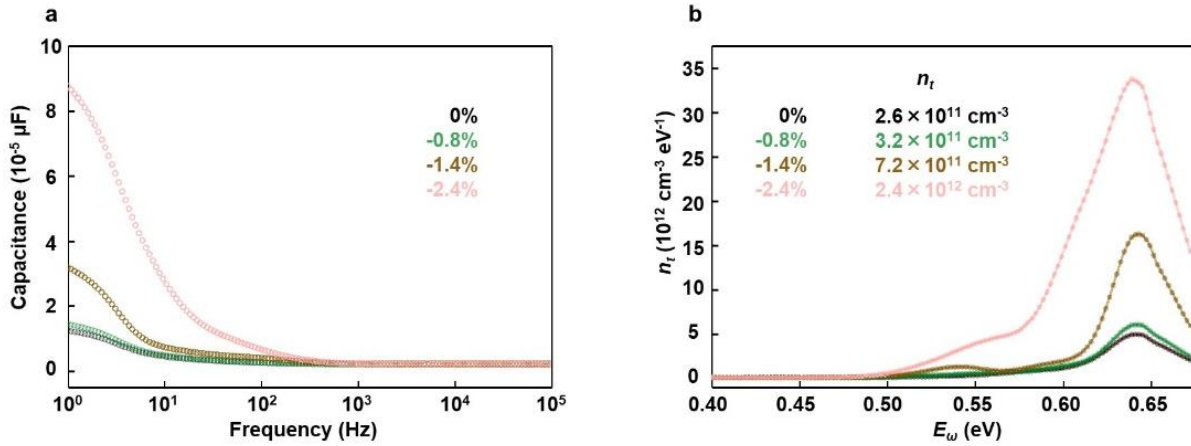 a
10
8
6
4
2
0
Capacitance (10⁻⁵ µF)
0%
-0.8%
-1.4%
-2.4%
10⁰ 10¹ 10² 10³ 10⁴ 10⁵
Frequency (Hz)
b
35
30
25
20
15
10
5
0
nₜ (10¹² cm⁻³ eV⁻¹)
nₜ
0% 2.6 × 10¹¹ cm⁻³
-0.8% 3.2 × 10¹¹ cm⁻³
-1.4% 7.2 × 10¹¹ cm⁻³
-2.4% 2.4 × 10¹² cm⁻³
0.40 0.45 0.50 0.55 0.60 0.65
E_ω (eV)